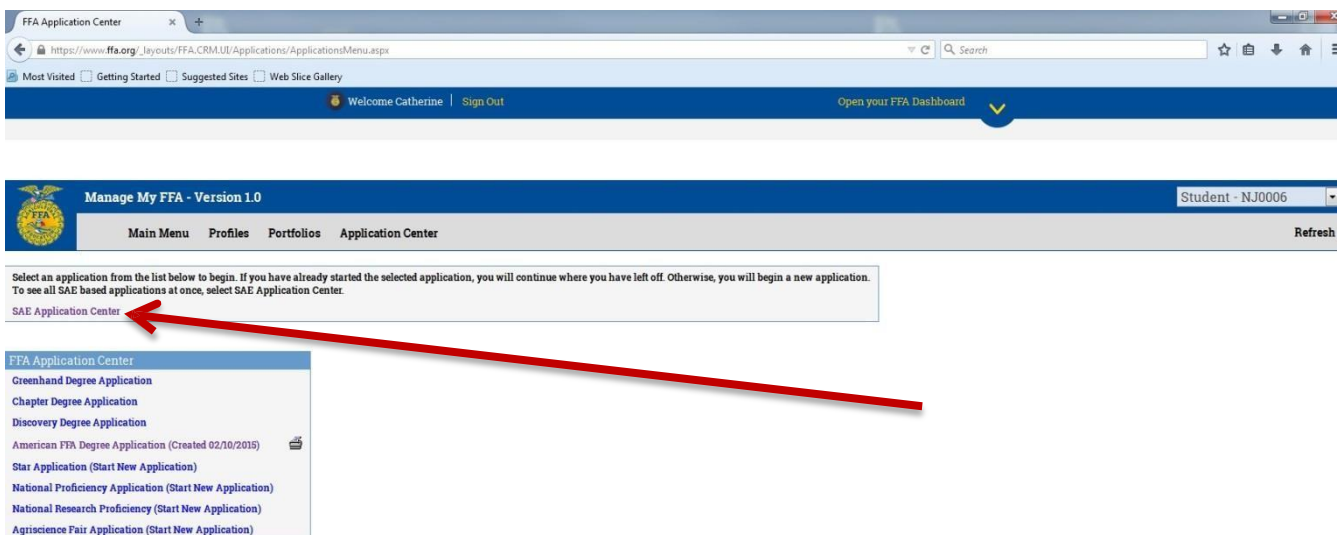 FFA Application Center
https://www.ffa.org/_layouts/FFA.CRM.UI/Applications/ApplicationsMenu.aspx
Search
Most Visited Getting Started Suggested Sites Web Slice Gallery
Welcome Catherine | Sign Out Open your FFA Dashboard
Manage My FFA - Version 1.0 Student - NJ0006
FFA
Main Menu Profiles Portfolios Application Center Refresh
Select an application from the list below to begin. If you have already started the selected application, you will continue where you have left off. Otherwise, you will begin a new application.
To see all SAE based applications at once, select SAE Application Center.
SAE Application Center
FFA Application Center
Greenhand Degree Application
Chapter Degree Application
Discovery Degree Application
American FFA Degree Application (Created 02/10/2015)
Star Application (Start New Application)
National Proficiency Application (Start New Application)
National Research Proficiency (Start New Application)
Agriscience Fair Application (Start New Application)